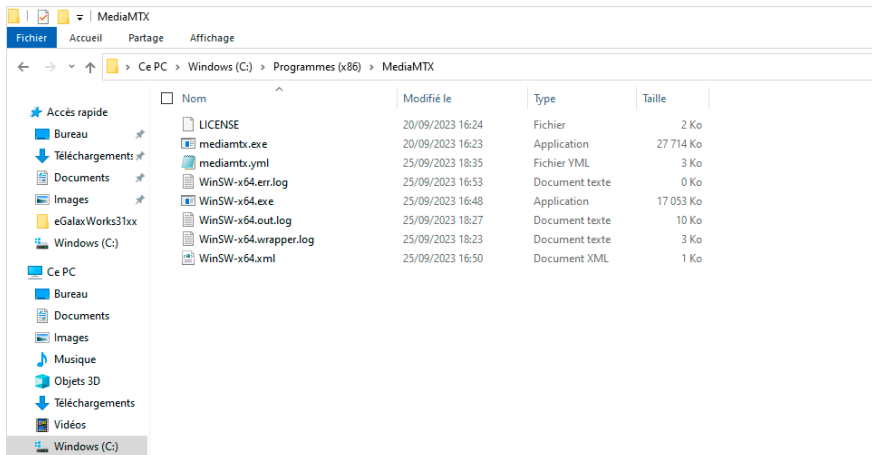 MediaMTX
Fichier Accueil Partage Affichage
Ce PC > Windows (C:) > Programmes (x86) > MediaMTX
Nom Modifié le Type Taille
Accès rapide
Bureau
Téléchargements
Documents
Images
eGalaxWorks31xx
Windows (C:)
Ce PC
Bureau
Documents
Images
Musique
Objets 3D
Téléchargements
Vidéos
Windows (C:)
LICENSE 20/09/2023 16:24 Fichier 2 Ko
mediamtx.exe 20/09/2023 16:23 Application 27 714 Ko
mediamtx.yml 25/09/2023 18:35 Fichier YML 3 Ko
WinSW-x64.err.log 25/09/2023 16:53 Document texte 0 Ko
WinSW-x64.exe 25/09/2023 16:48 Application 17 053 Ko
WinSW-x64.out.log 25/09/2023 18:27 Document texte 10 Ko
WinSW-x64.wrapper.log 25/09/2023 18:23 Document texte 3 Ko
WinSW-x64.xml 25/09/2023 16:50 Document XML 1 Ko